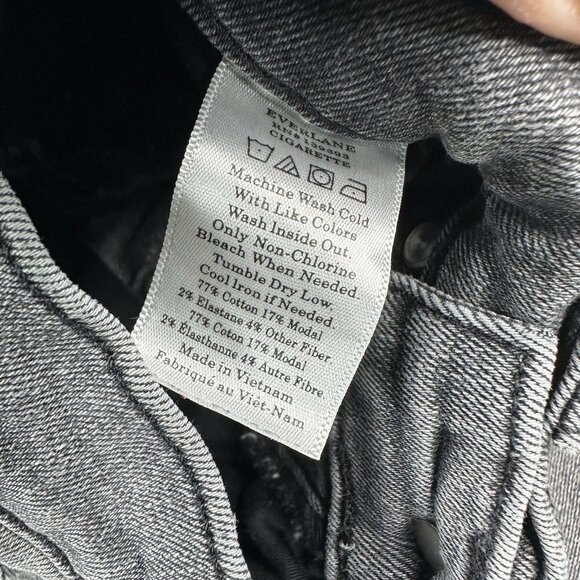 EVERLANE
RN# 139393
CIGARETTE
Machine Wash Cold
With Like Colors
Wash Inside Out.
Only Non-Chlorine
Bleach When Needed.
Tumble Dry Low.
Cool Iron if Needed.
77% Cotton 17% Modal
2% Elastane 4% Other Fiber.
77% Coton 17% Modal
2% Élasthanne 4% Autre Fibre.
Made in Vietnam
Fabriqué au Viêt-Nam